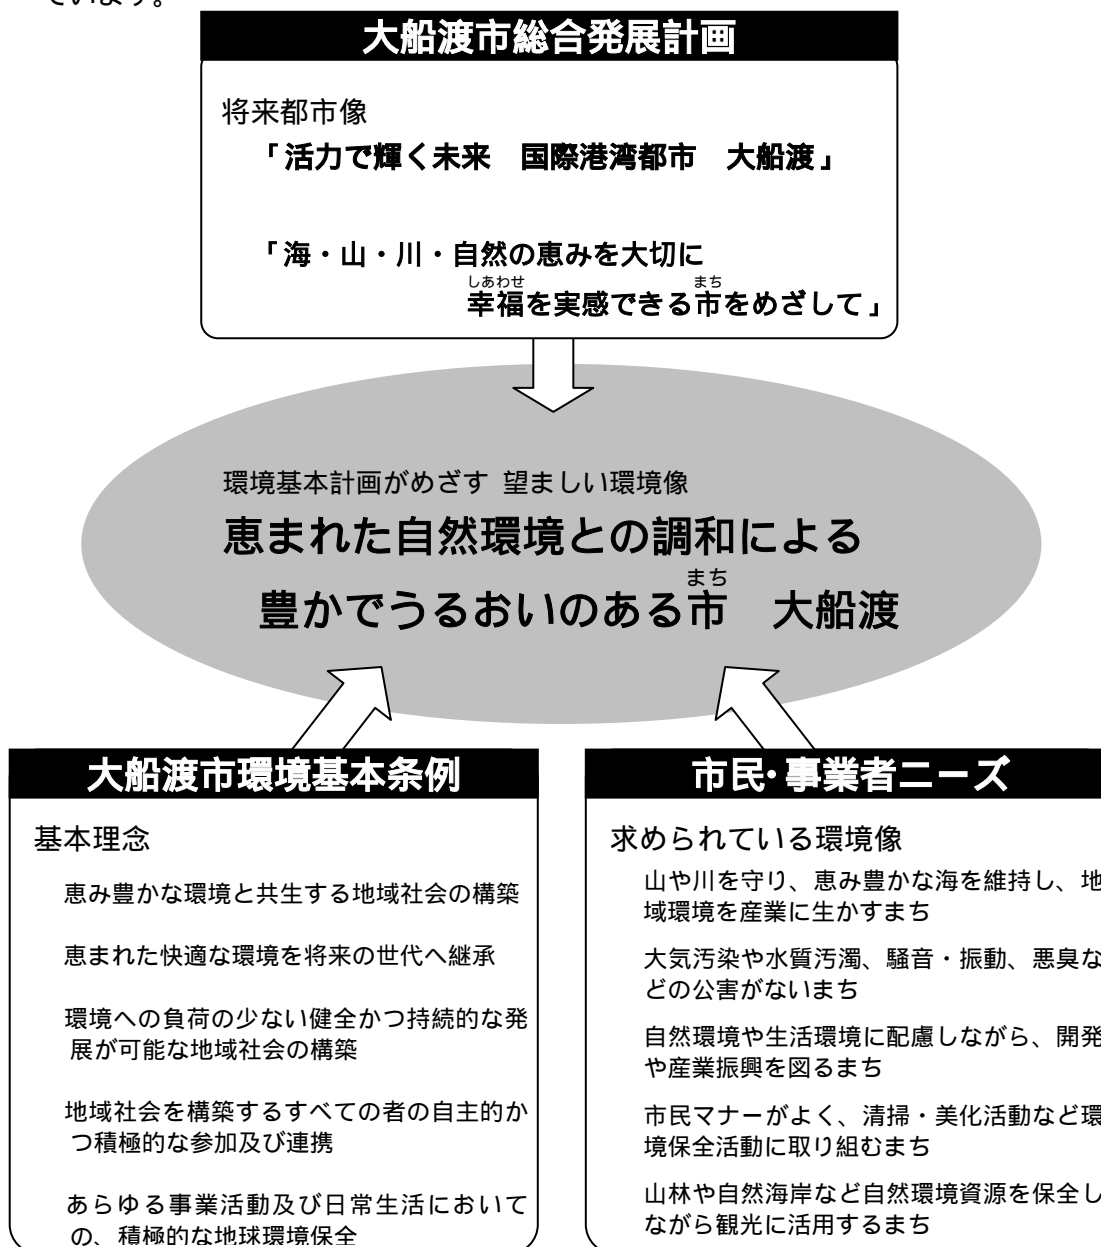 ています。
大船渡市総合発展計画
将来都市像
「活力で輝く未来　国際港湾都市　大船渡」
「海・山・川・自然の恵みを大切に
しあわせ　まち
幸福を実感できる市をめざして」
環境基本計画がめざす 望ましい環境像
恵まれた自然環境との調和による
まち
豊かでうるおいのある市　大船渡
大船渡市環境基本条例
基本理念
恵み豊かな環境と共生する地域社会の構築
恵まれた快適な環境を将来の世代へ継承
環境への負荷の少ない健全かつ持続的な発
展が可能な地域社会の構築
地域社会を構築するすべての者の自主的か
つ積極的な参加及び連携
あらゆる事業活動及び日常生活において
の、積極的な地球環境保全
市民・事業者ニーズ
求められている環境像
山や川を守り、恵み豊かな海を維持し、地
域環境を産業に生かすまち
大気汚染や水質汚濁、騒音・振動、悪臭な
どの公害がないまち
自然環境や生活環境に配慮しながら、開発
や産業振興を図るまち
市民マナーがよく、清掃・美化活動など環
境保全活動に取り組むまち
山林や自然海岸など自然環境資源を保全し
ながら観光に活用するまち